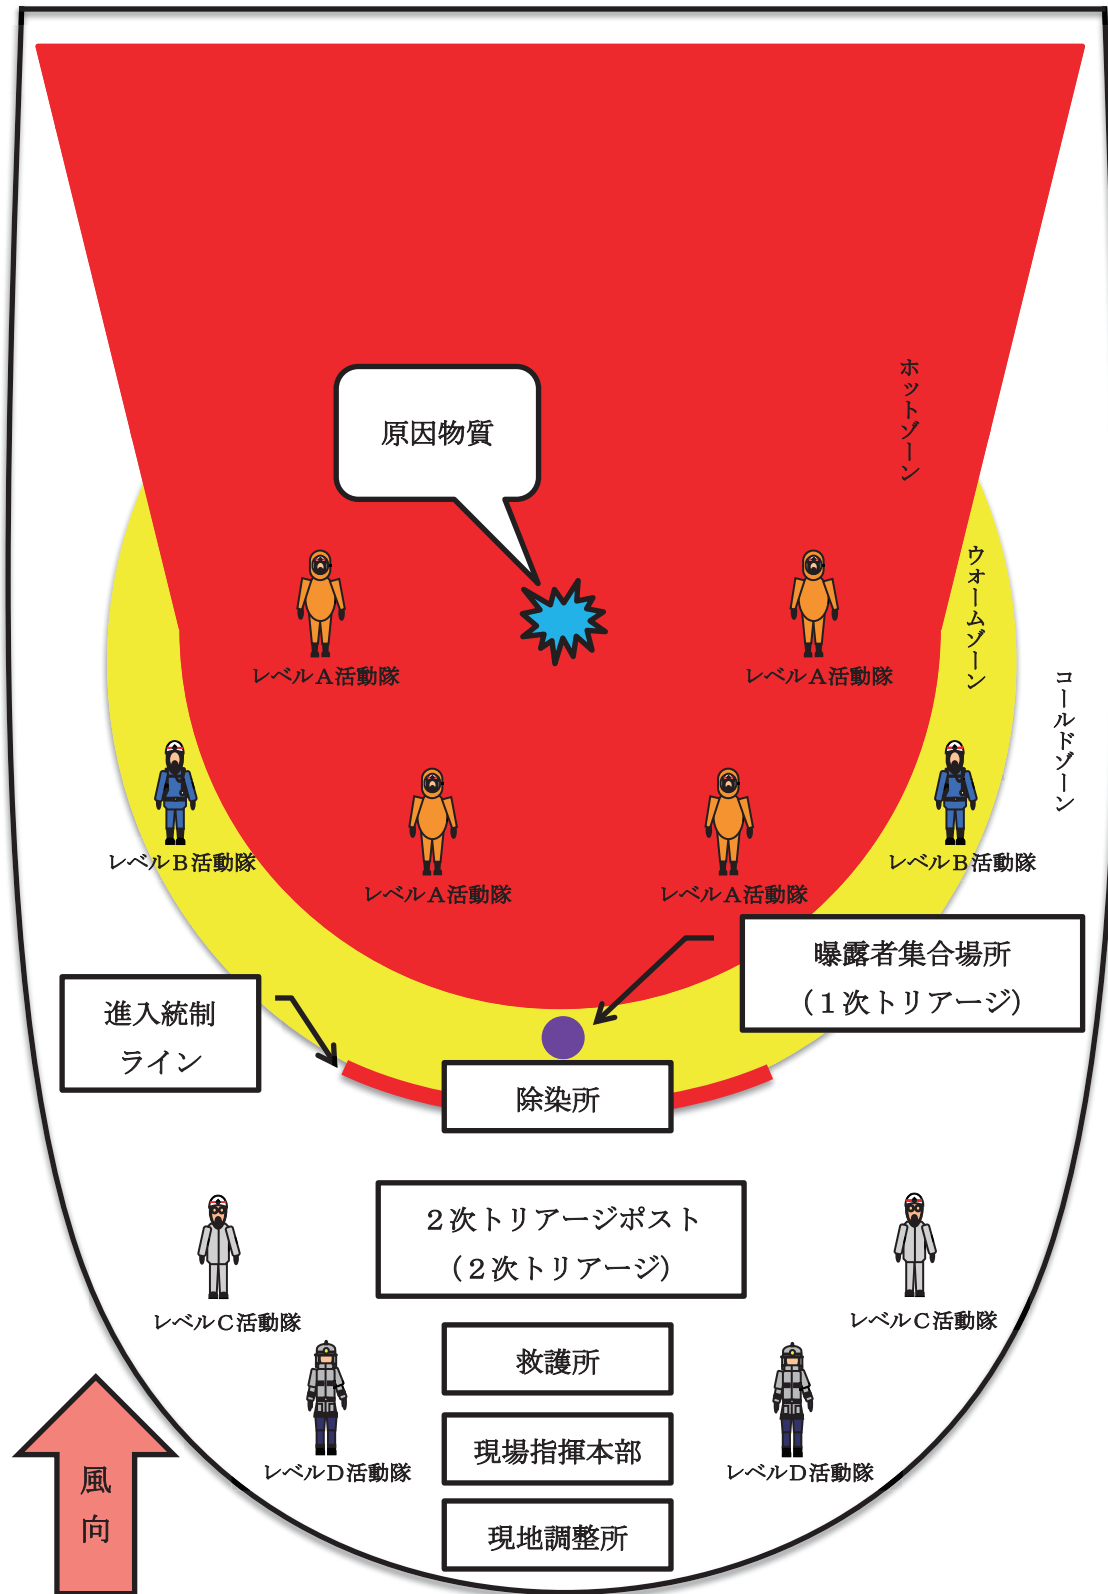 ホットゾーン
原因物質
ウオームゾーン
レベルA活動隊
レベルA活動隊
コールドゾーン
レベルB活動隊
レベルB活動隊
レベルA活動隊
レベルA活動隊
曝露者集合場所
（１次トリアージ）
進入統制
ライン
除染所
２次トリアージポスト
（２次トリアージ）
レベルC活動隊
レベルC活動隊
救護所
現場指揮本部
レベルD活動隊
レベルD活動隊
風向
現地調整所